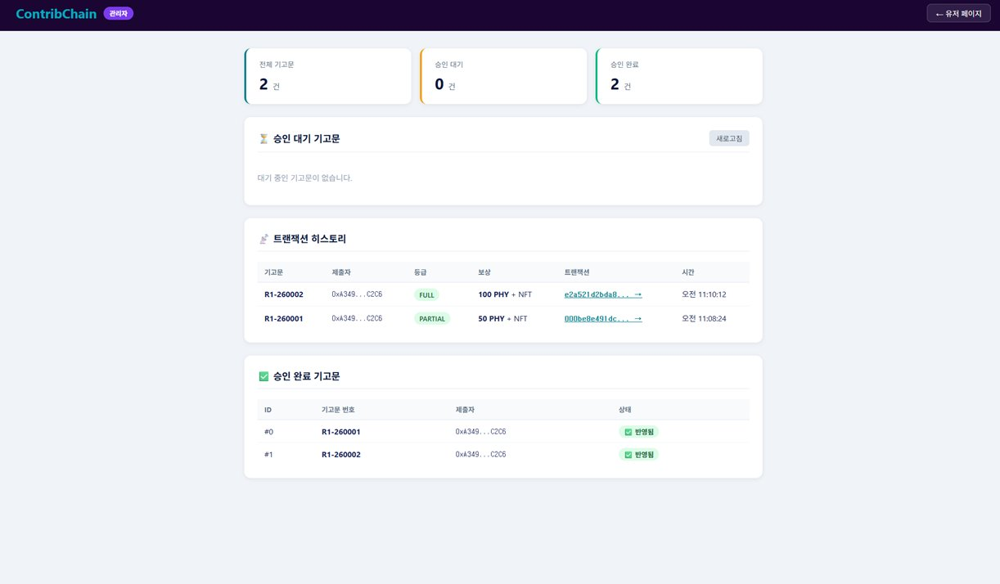 ContribChain 관리자 ← 유저 페이지
전체 기고문 승인 대기 승인 완료
2 건 0 건 2 건
승인 대기 기고문 새로고침
대기 중인 기고문이 없습니다.
트랜잭션 히스토리
기고문 제출자 등급 보상 트랜잭션 시간
R1-260002 0xA349...C2C6 FULL 100 PHY + NFT e2a521d2bda8... → 오전 11:10:12
R1-260001 0xA349...C2C6 PARTIAL 50 PHY + NFT 000be8e491dc... → 오전 11:08:24
승인 완료 기고문
ID 기고문 번호 제출자 상태
#0 R1-260001 0xA349...C2C6 반영됨
#1 R1-260002 0xA349...C2C6 반영됨